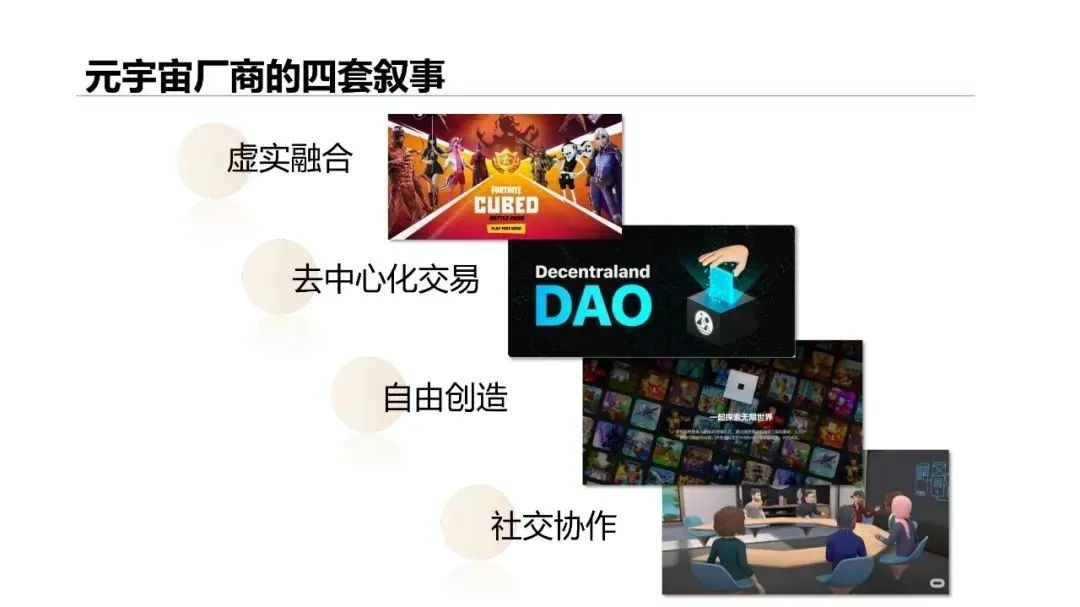 元宇宙厂商的四套叙事
虚实融合
FORTNITE
CUBED
BATTLE PASS
去中心化交易
Decentraland
DAO
自由创造
一起探索无限世界
社交协作